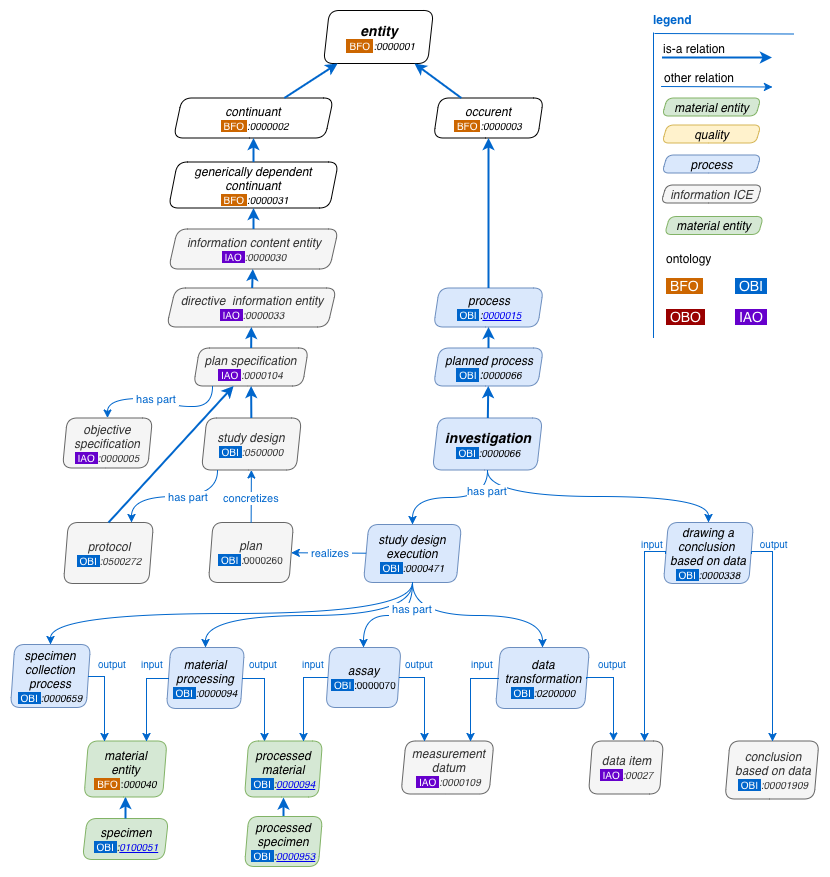 entity
BFO:0000001
continuant
BFO:0000002
occurent
BFO:0000003
generically dependent
continuant
BFO:0000031
information content entity
IAO:0000030
directive information entity
IAO:0000033
process
OBI:0000015
plan specification
IAO:0000104
planned process
OBI:0000066
has part
objective
specification
IAO:0000005
study design
OBI:0500000
investigation
OBI:0000066
has part
concretizes
has part
protocol
OBI:0500272
plan
OBI:0000260
realizes
study design
execution
OBI:0000471
drawing a
conclusion
based on data
OBI:0000338
input
output
has part
specimen
collection
process
OBI:0000659
output
input
material
processing
OBI:0000094
output
input
assay
OBI:0000070
output
input
data
transformation
OBI:0200000
output
material
entity
BFO:000040
processed
material
OBI:0000094
measurement
datum
IAO:0000109
data item
IAO:00027
conclusion
based on data
OBI:00001909
specimen
OBI:0100051
processed
specimen
OBI:0000953
legend
is-a relation
other relation
material entity
quality
process
information ICE
material entity
ontology
BFO
OBI
OBO
IAO